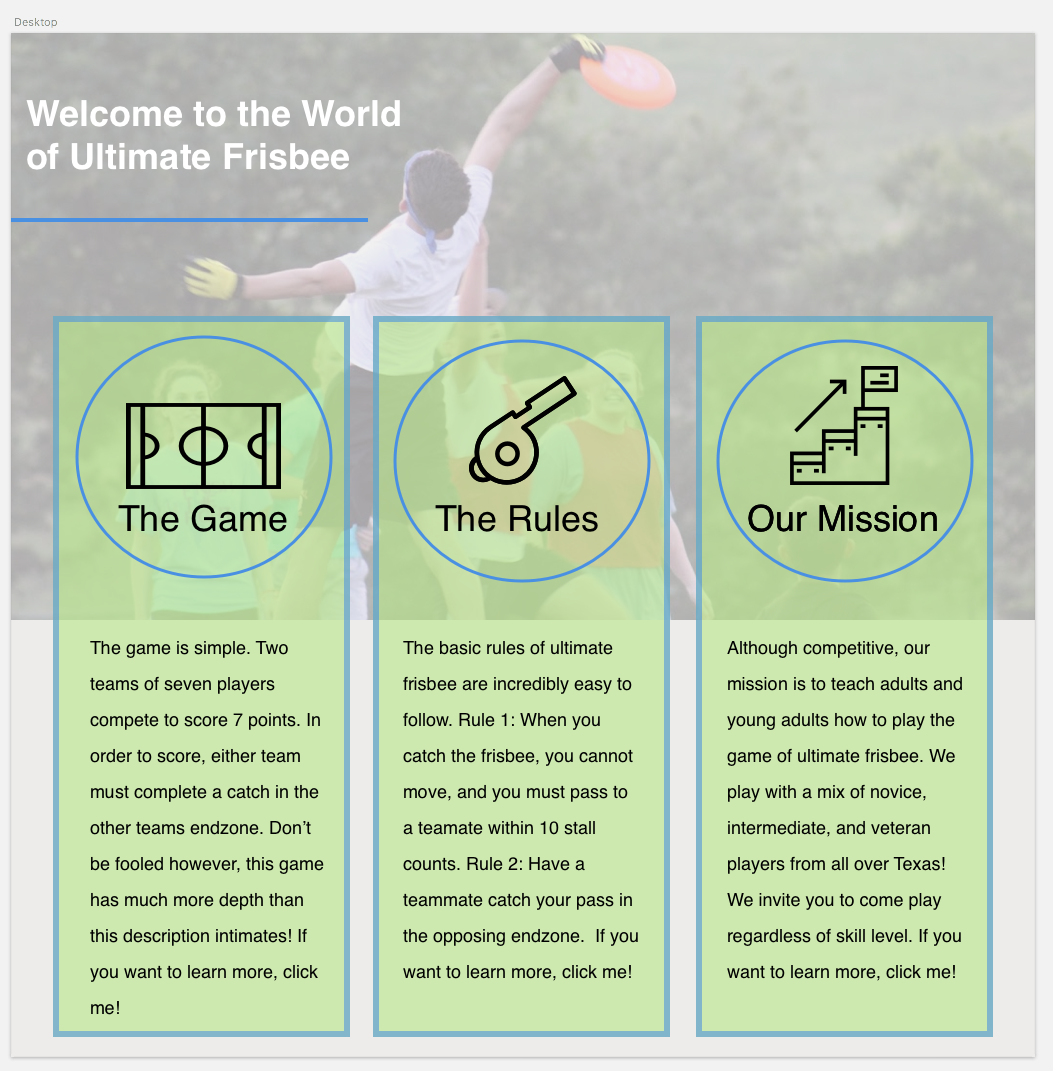 Desktop
Welcome to the World
of Ultimate Frisbee
The Game
The game is simple. Two
teams of seven players
compete to score 7 points. In
order to score, either team
must complete a catch in the
other teams endzone. Don’t
be fooled however, this game
has much more depth than
this description intimates! If
you want to learn more, click
me!
The Rules
The basic rules of ultimate
frisbee are incredibly easy to
follow. Rule 1: When you
catch the frisbee, you cannot
move, and you must pass to
a teamate within 10 stall
counts. Rule 2: Have a
teammate catch your pass in
the opposing endzone.  If you
want to learn more, click me!
Our Mission
Although competitive, our
mission is to teach adults and
young adults how to play the
game of ultimate frisbee. We
play with a mix of novice,
intermediate, and veteran
players from all over Texas!
We invite you to come play
regardless of skill level. If you
want to learn more, click me!